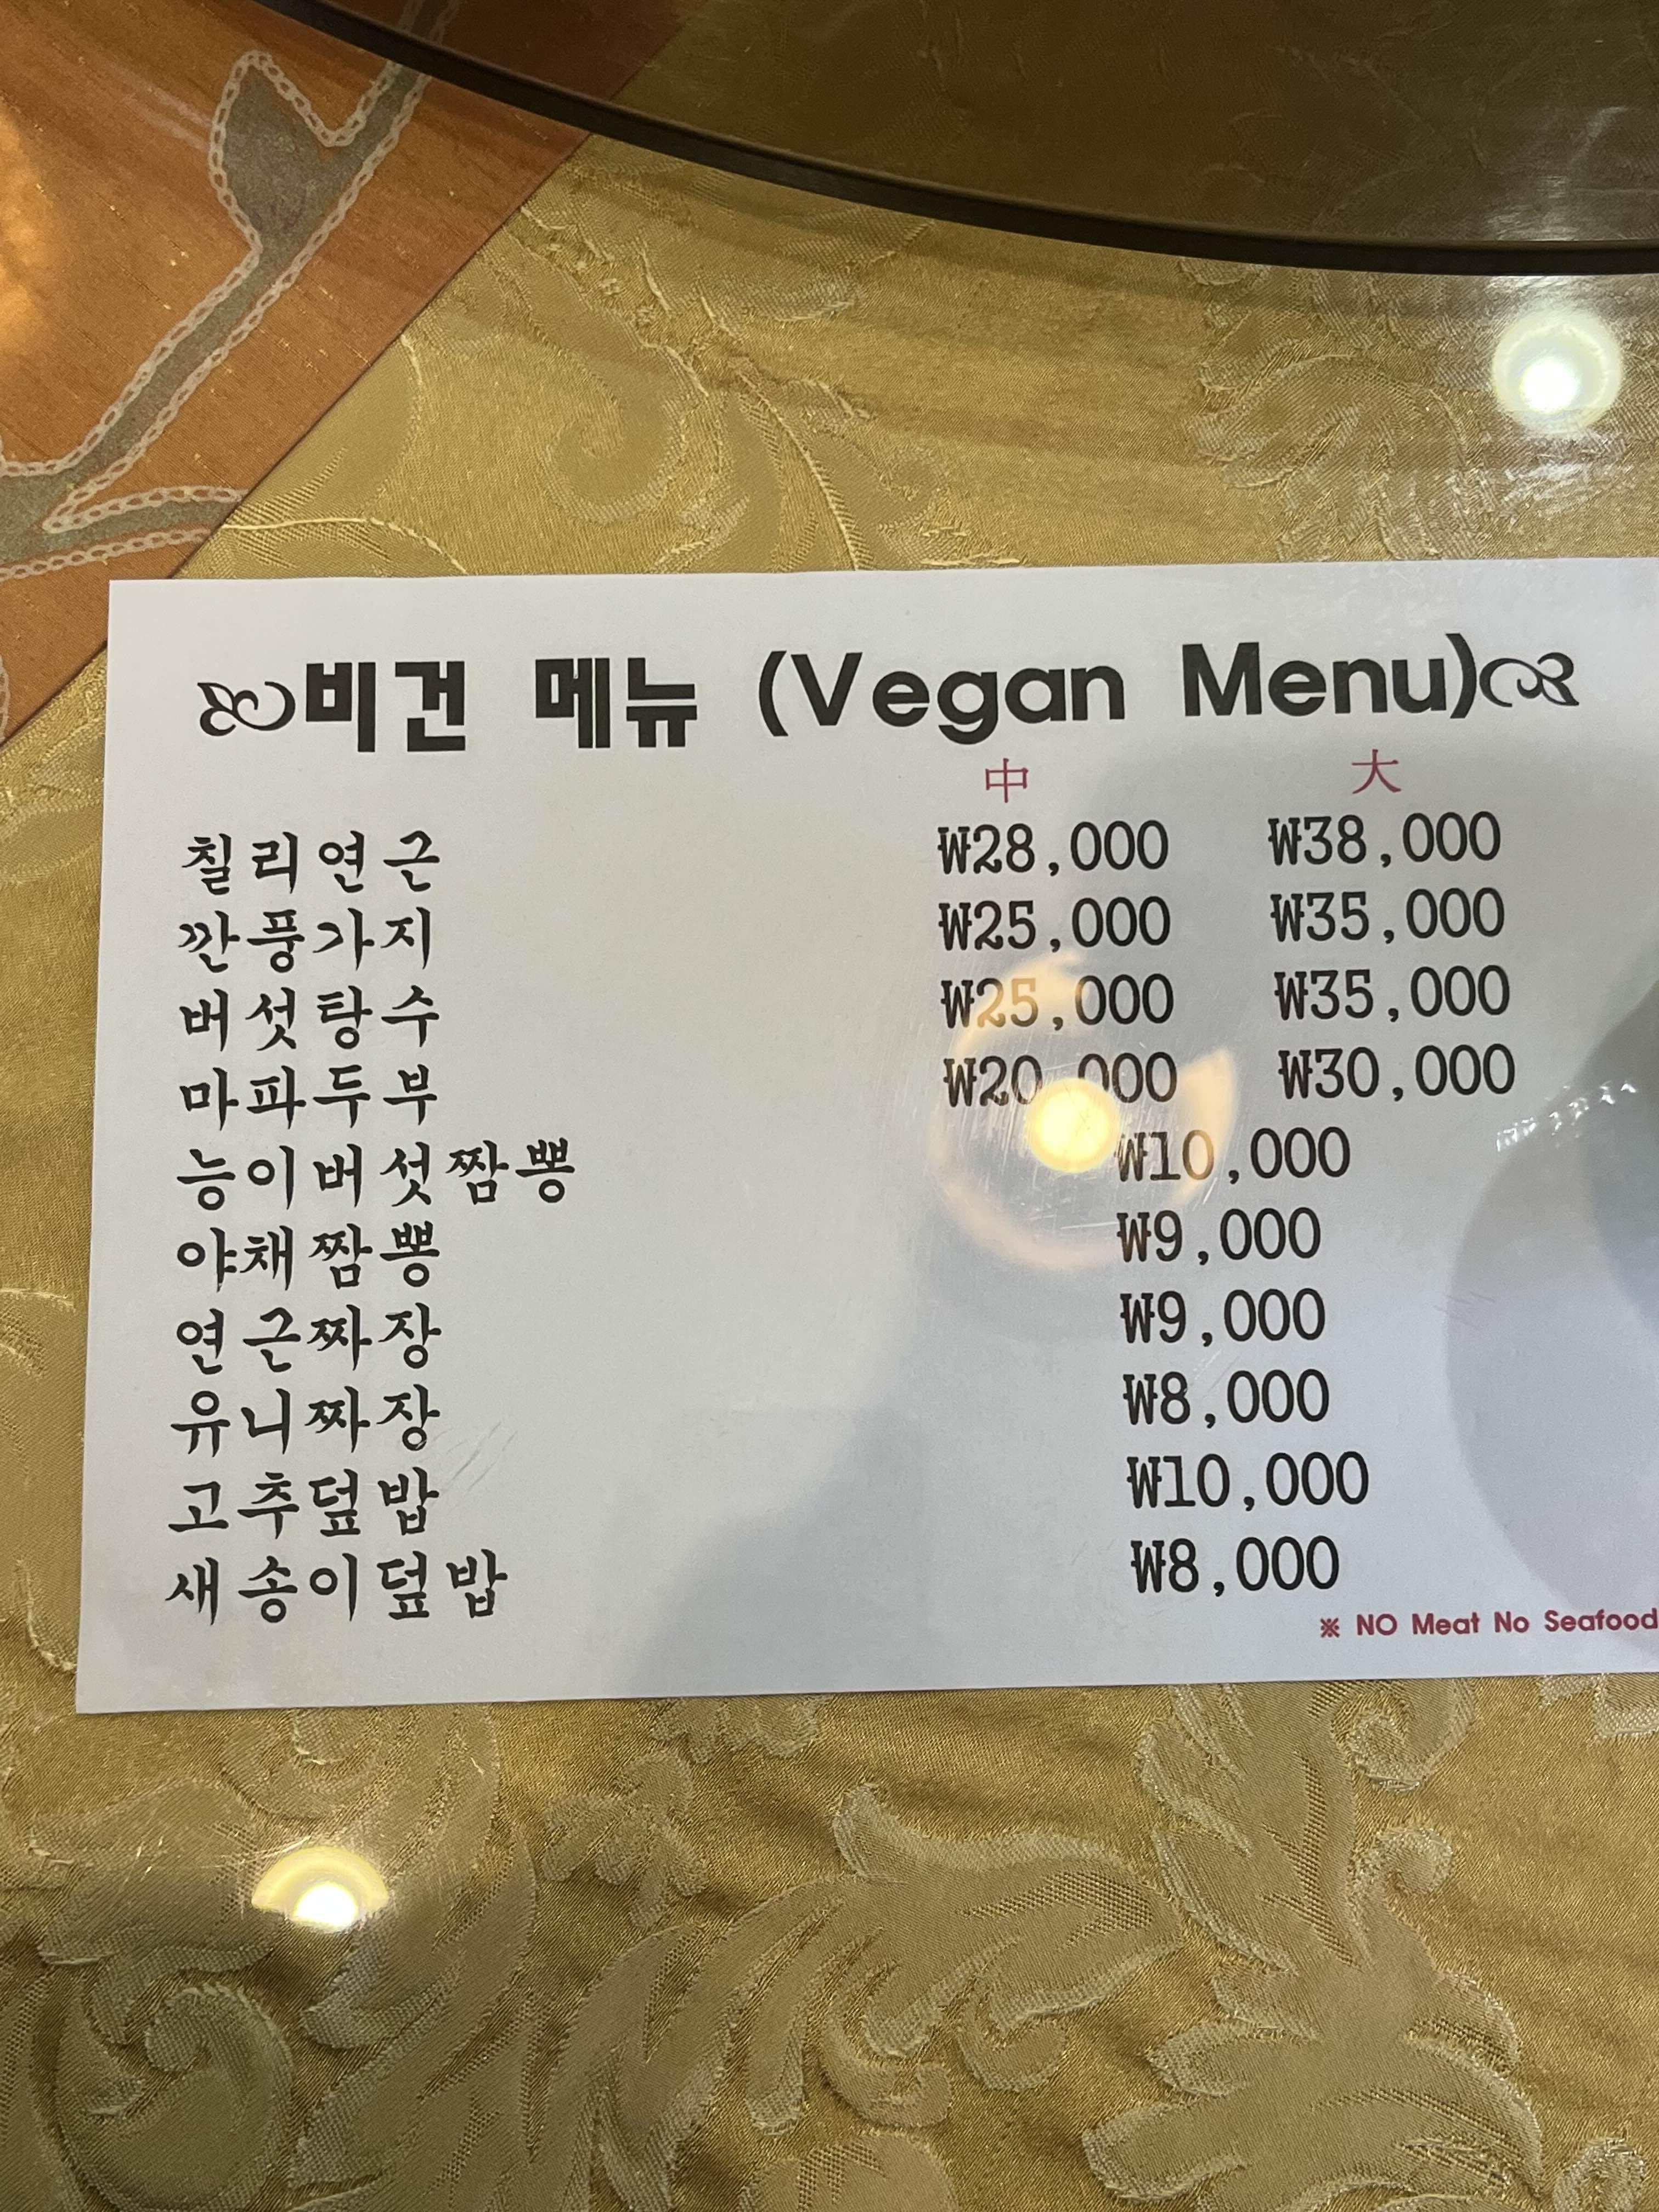 비건 메뉴 (Vegan Menu)
中 大
칠리연근 ₩28,000 ₩38,000
깐풍가지 ₩25,000 ₩35,000
버섯탕수 ₩25,000 ₩35,000
마파두부 ₩20,000 ₩30,000
능이버섯짬뽕 ₩10,000
야채짬뽕 ₩9,000
연근짜장 ₩9,000
유니짜장 ₩8,000
고추덮밥 ₩10,000
새송이덮밥 ₩8,000
※ NO Meat No Seafood